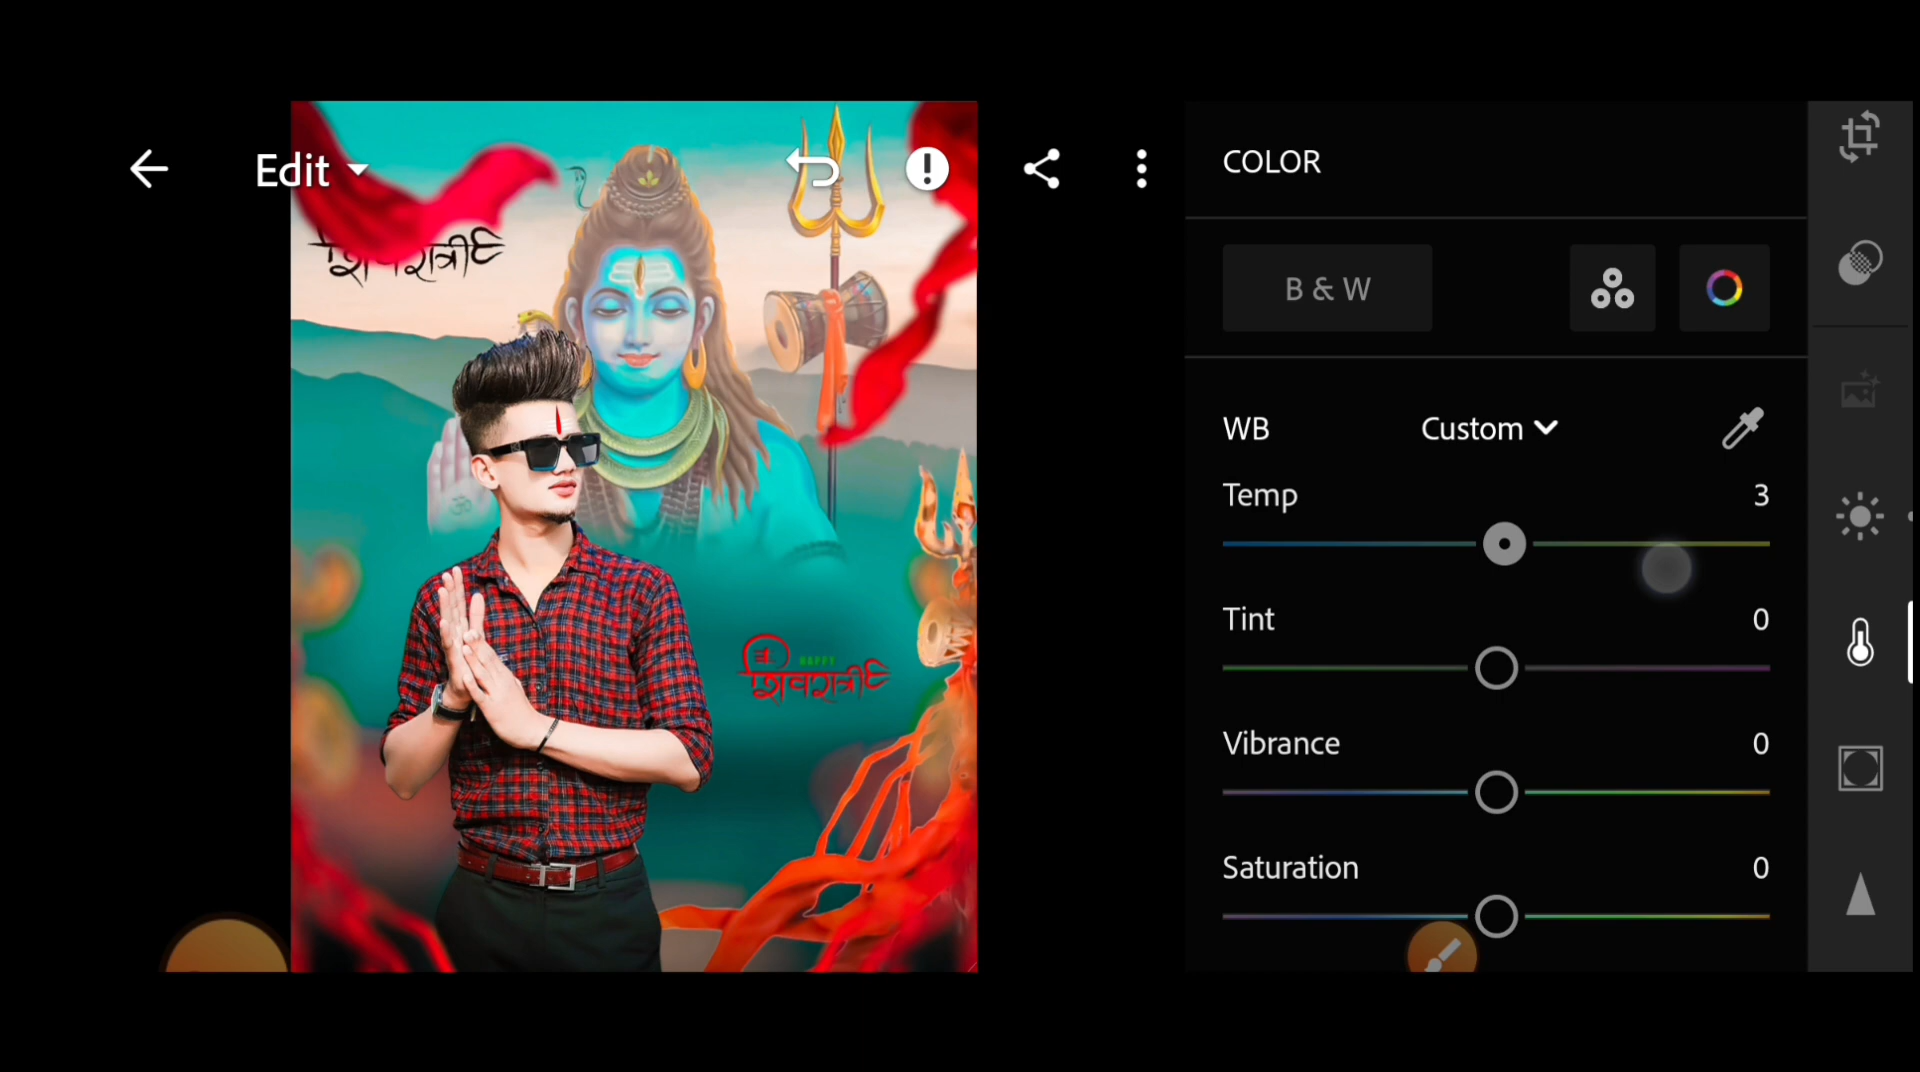 Edit
शिवरात्री
COLOR
B & W
WB Custom
Temp 3
Tint 0
Vibrance 0
Saturation 0
ॐ
HAPPY
शिवरात्री